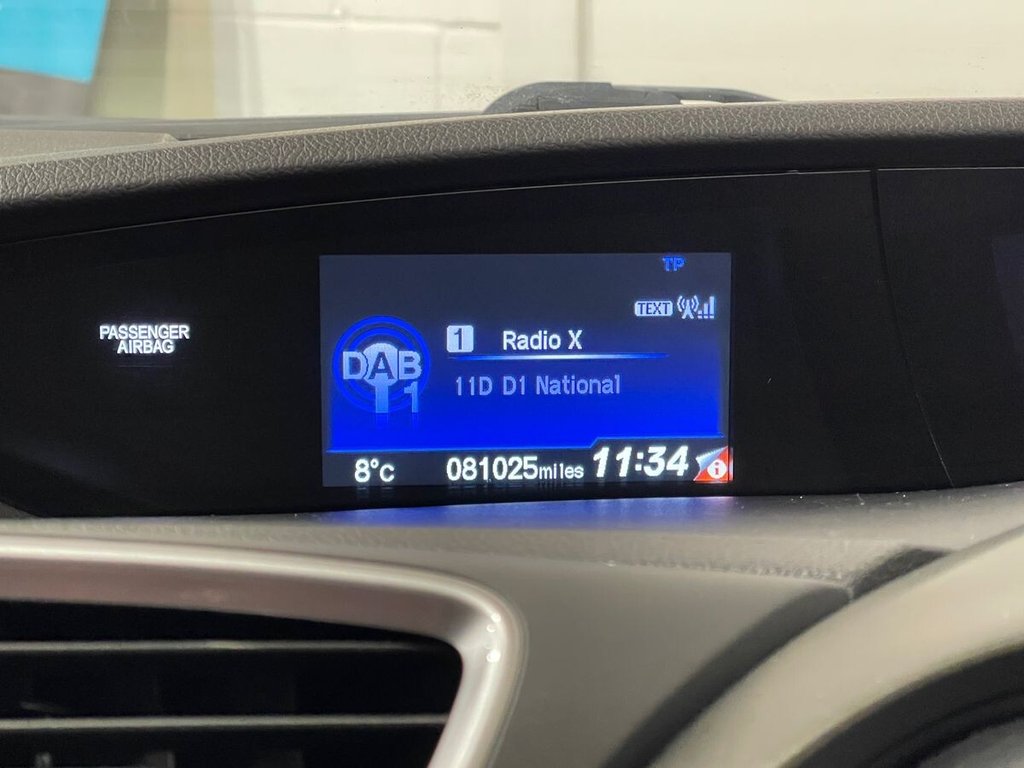 TP
TEXT
PASSENGER
AIRBAG
DAB
1
1 Radio X
11D D1 National
8°C 081025miles 11:34 i